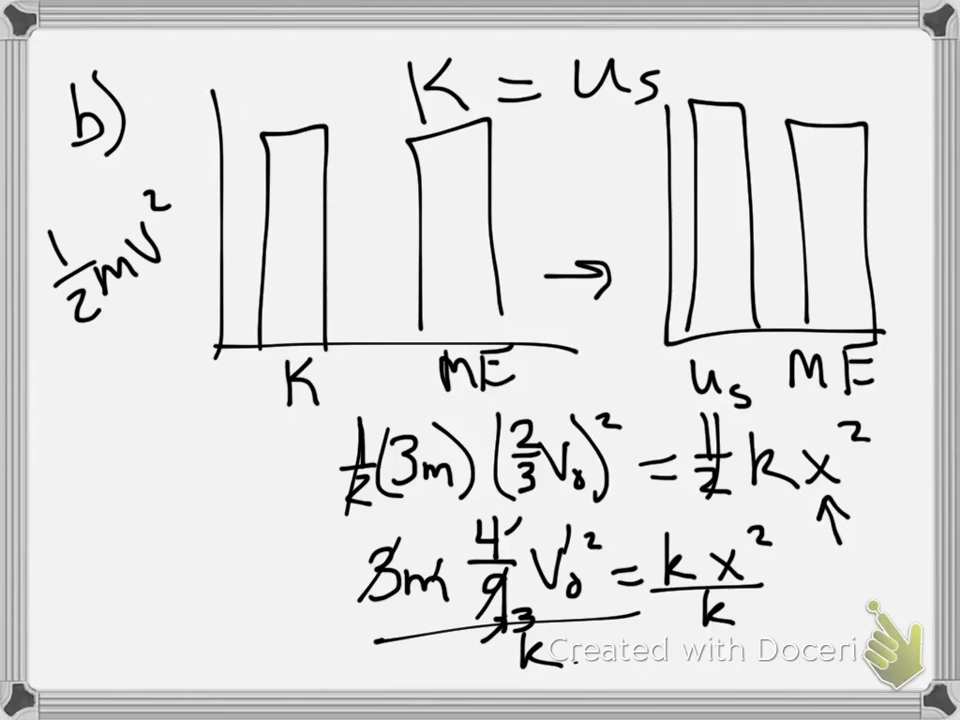 b)
K = Us
½mv²
K ME → Us ME
½(3m)(⅔V₀)² = ½kx²
3m 4/9 V₀² / k = kx² / k
3
Created with Doceri